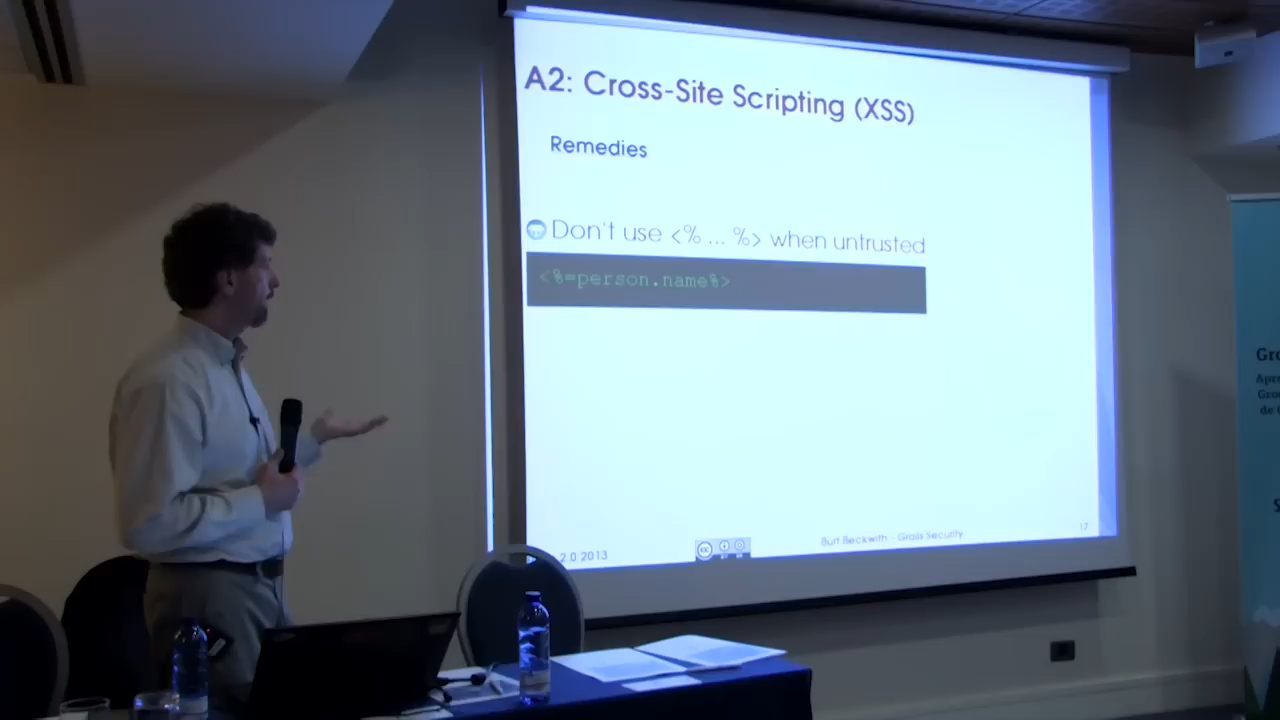 A2: Cross-Site Scripting (XSS)
Remedies
Don't use <% ... %> when untrusted
<%=person.name%>
2.0 2013
cc
Burt Beckwith - Grails Security
17